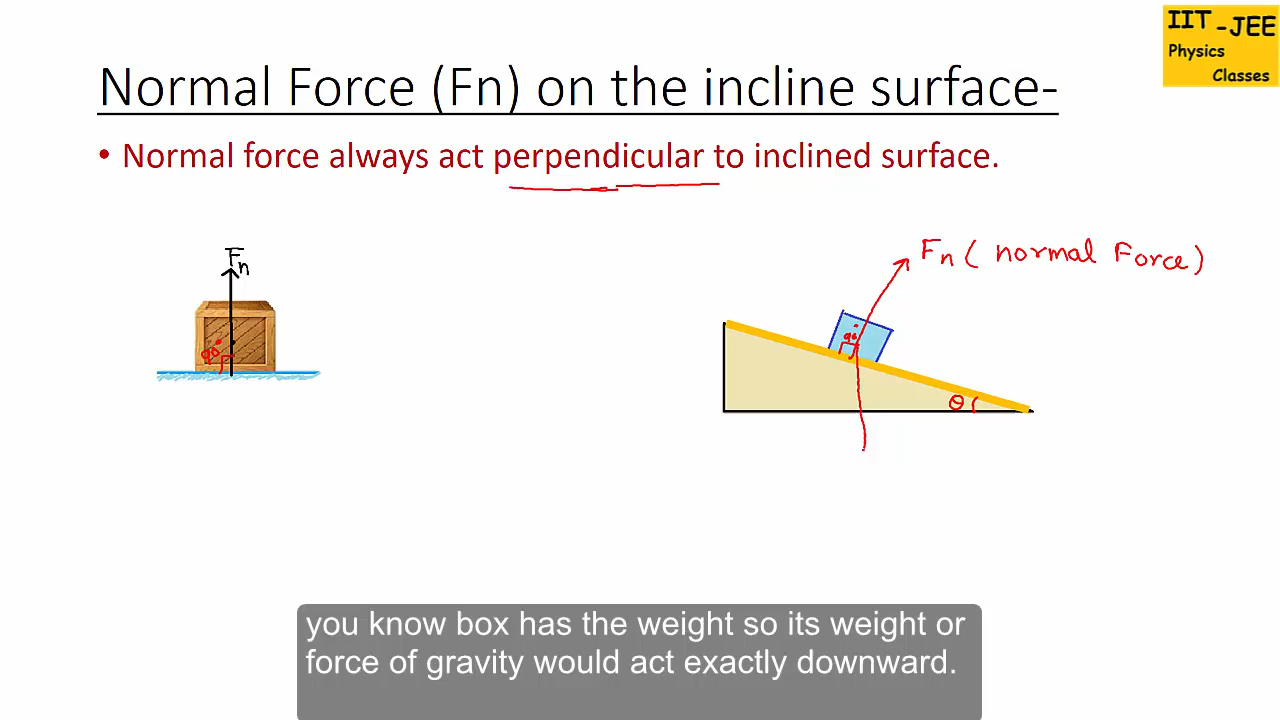 IIT -JEE
Physics
Classes
Normal Force (Fn) on the incline surface-
• Normal force always act perpendicular to inclined surface.
Fn
Fn ( normal Force)
90°
90°
θ
you know box has the weight so its weight or
force of gravity would act exactly downward.